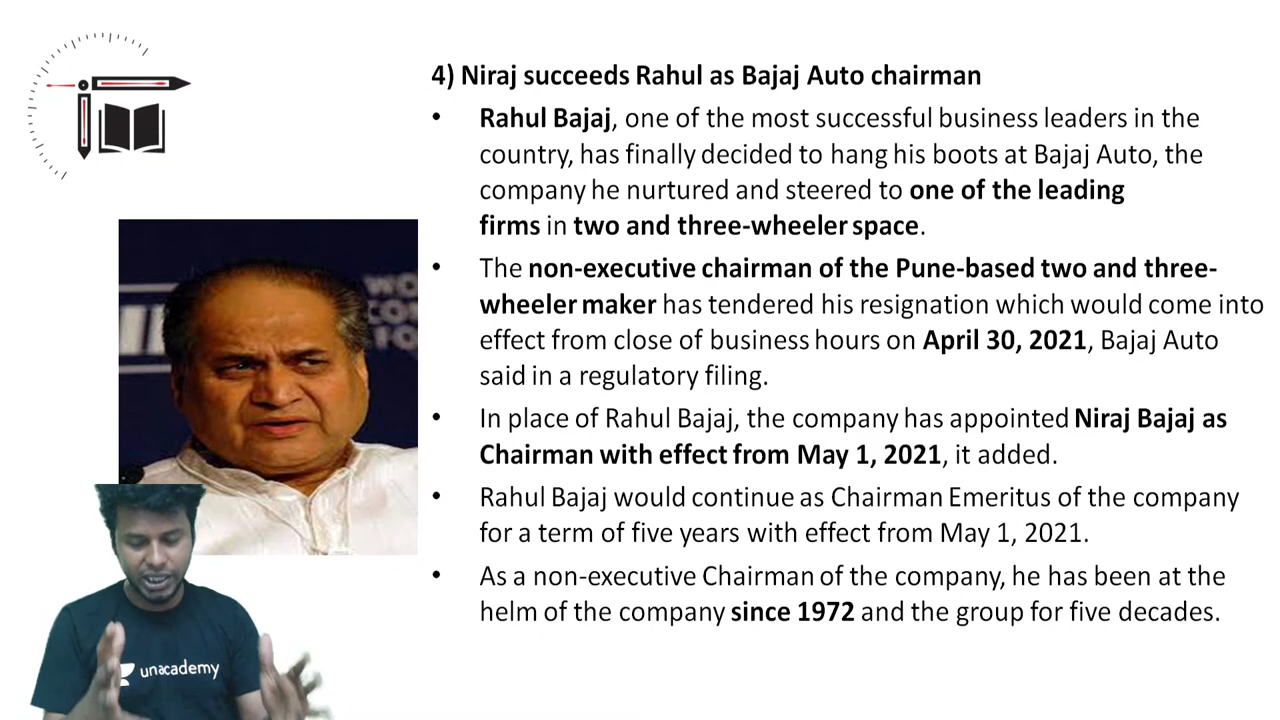 4) Niraj succeeds Rahul as Bajaj Auto chairman
• Rahul Bajaj, one of the most successful business leaders in the
country, has finally decided to hang his boots at Bajaj Auto, the
company he nurtured and steered to one of the leading
firms in two and three-wheeler space.
• The non-executive chairman of the Pune-based two and three-
wheeler maker has tendered his resignation which would come into
effect from close of business hours on April 30, 2021, Bajaj Auto
said in a regulatory filing.
• In place of Rahul Bajaj, the company has appointed Niraj Bajaj as
Chairman with effect from May 1, 2021, it added.
• Rahul Bajaj would continue as Chairman Emeritus of the company
for a term of five years with effect from May 1, 2021.
• As a non-executive Chairman of the company, he has been at the
helm of the company since 1972 and the group for five decades.
unacademy